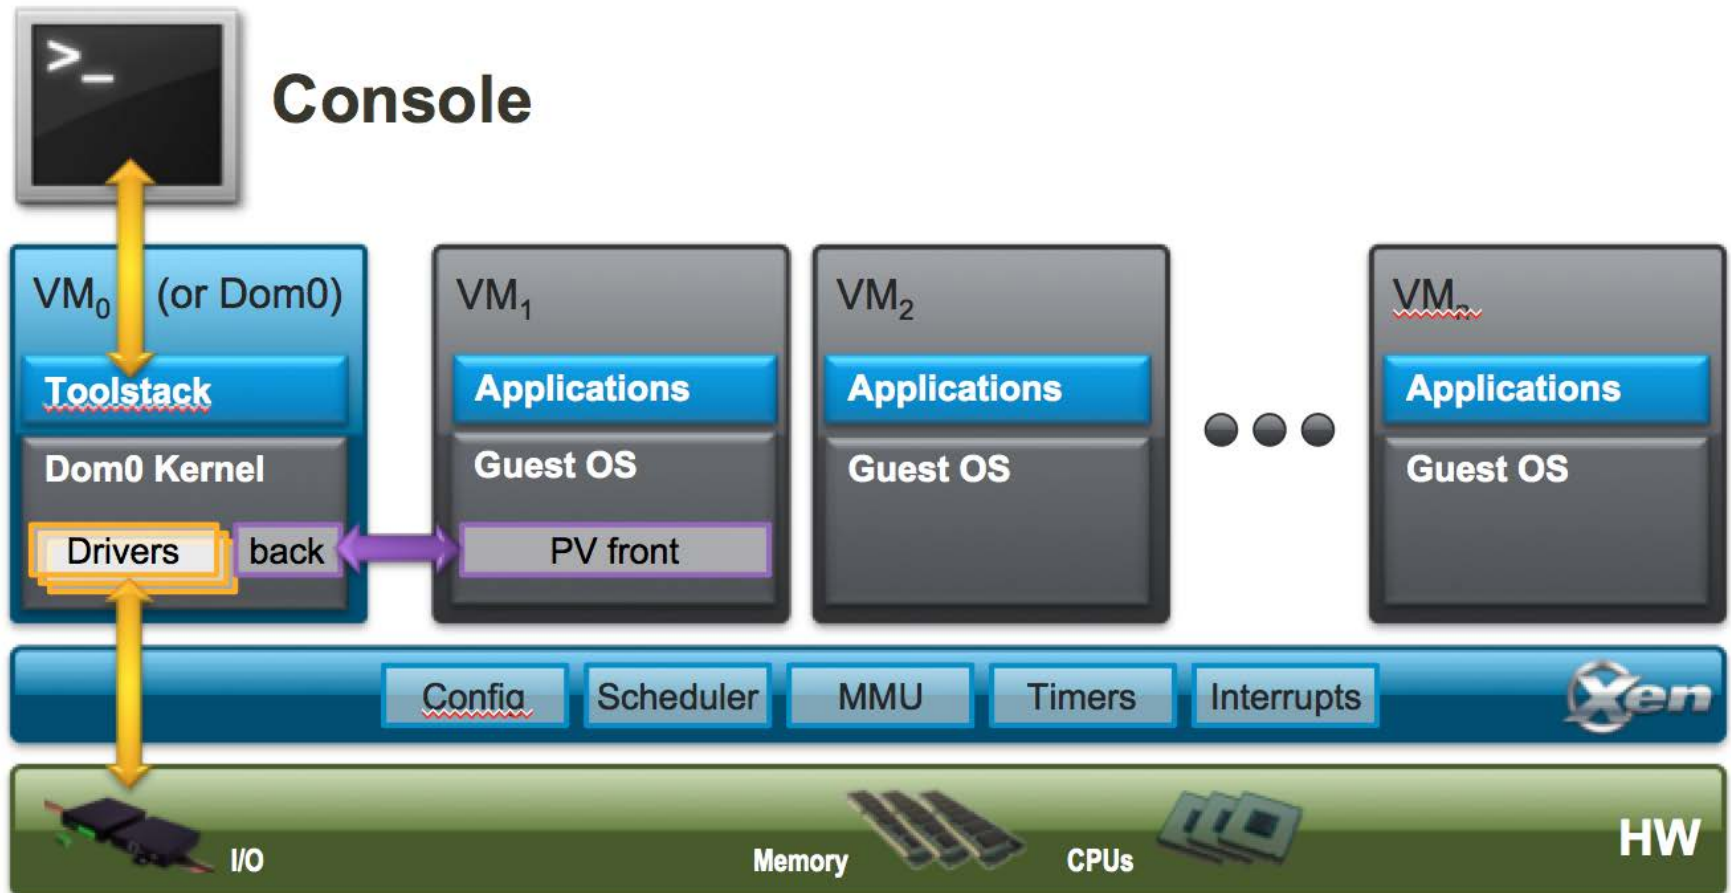 >_
Console
VM0 (or Dom0)
Toolstack
Dom0 Kernel
Drivers
back
VM1
Applications
Guest OS
PV front
VM2
Applications
Guest OS
VMn
Applications
Guest OS
Config
Scheduler
MMU
Timers
Interrupts
Xen
I/O
Memory
CPUs
HW